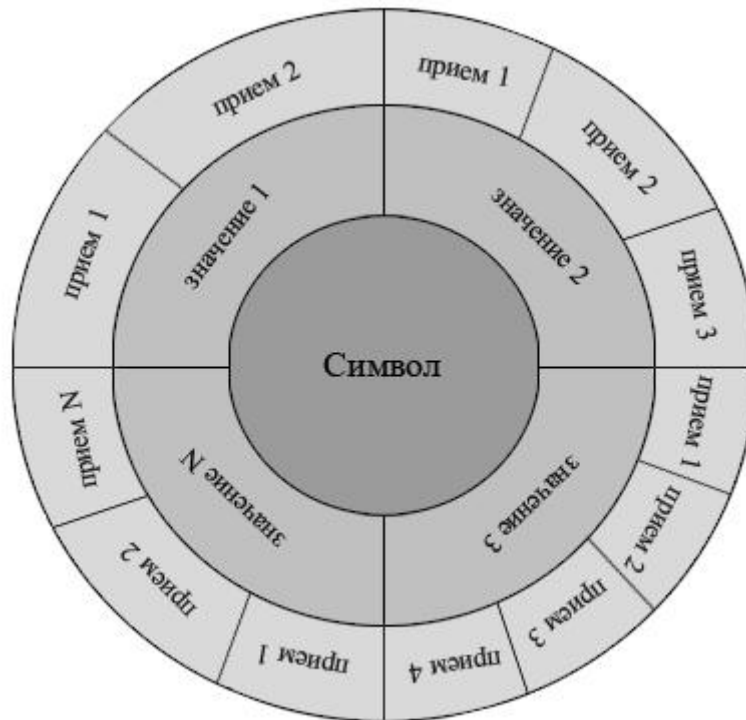 Символ
значение 1
прием 1
прием 2
значение 2
прием 1
прием 2
прием 3
значение 3
прием 1
прием 2
прием 3
прием 4
значение N
прием 1
прием 2
прием N